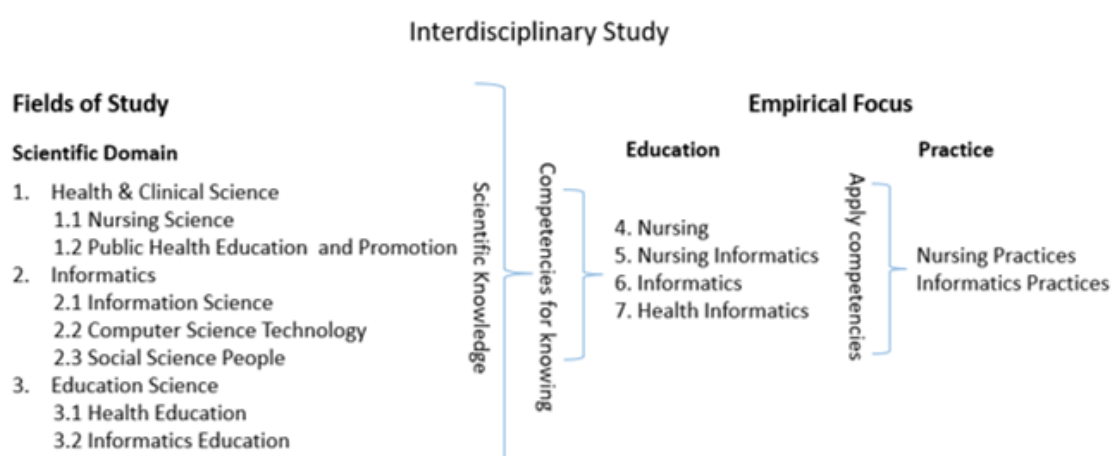 Interdisciplinary Study
Fields of Study
Scientific Domain
1. Health & Clinical Science
1.1 Nursing Science
1.2 Public Health Education and Promotion
2. Informatics
2.1 Information Science
2.2 Computer Science Technology
2.3 Social Science People
3. Education Science
3.1 Health Education
3.2 Informatics Education
Scientific Knowledge
Competencies for knowing
Empirical Focus
Education
4. Nursing
5. Nursing Informatics
6. Informatics
7. Health Informatics
Apply competencies
Practice
Nursing Practices
Informatics Practices